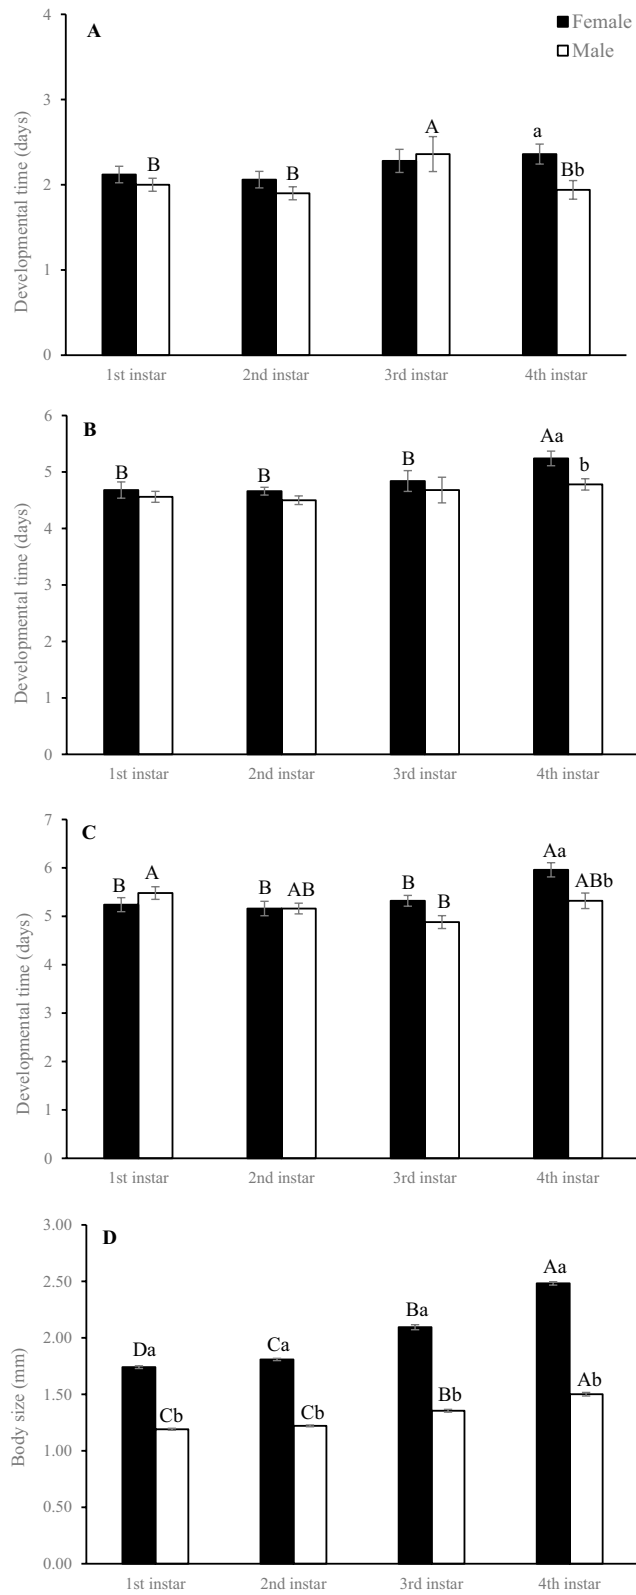 A
Female
Male
Developmental time (days)
4
3
2
1
0
B
B
A
a
Bb
1st instar
2nd instar
3rd instar
4th instar
B
Developmental time (days)
6
5
4
3
2
1
0
B
B
B
Aa
b
1st instar
2nd instar
3rd instar
4th instar
C
Developmental time (days)
7
6
5
4
3
2
1
0
B
A
B
AB
B
B
Aa
ABb
1st instar
2nd instar
3rd instar
4th instar
D
Body size (mm)
3.00
2.50
2.00
1.50
1.00
0.50
0.00
Da
Cb
Ca
Cb
Ba
Bb
Aa
Ab
1st instar
2nd instar
3rd instar
4th instar